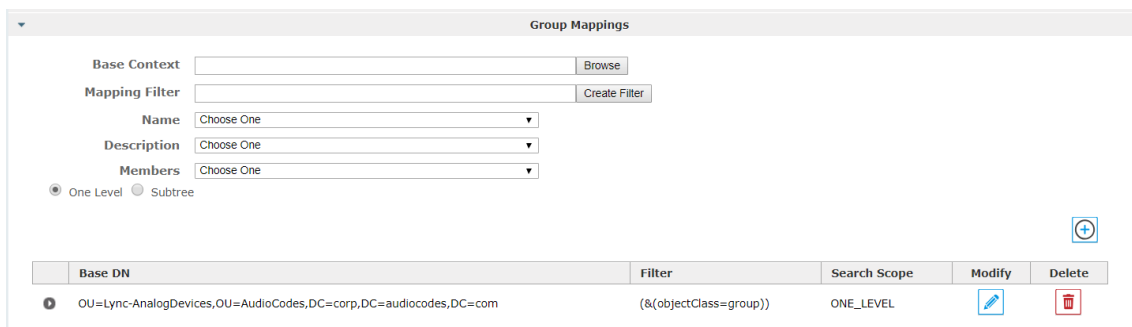 Group Mappings
Base Context Browse
Mapping Filter Create Filter
Name Choose One
Description Choose One
Members Choose One
One Level Subtree
Base DN Filter Search Scope Modify Delete
OU=Lync-AnalogDevices,OU=AudioCodes,DC=corp,DC=audiocodes,DC=com (&(objectClass=group)) ONE_LEVEL